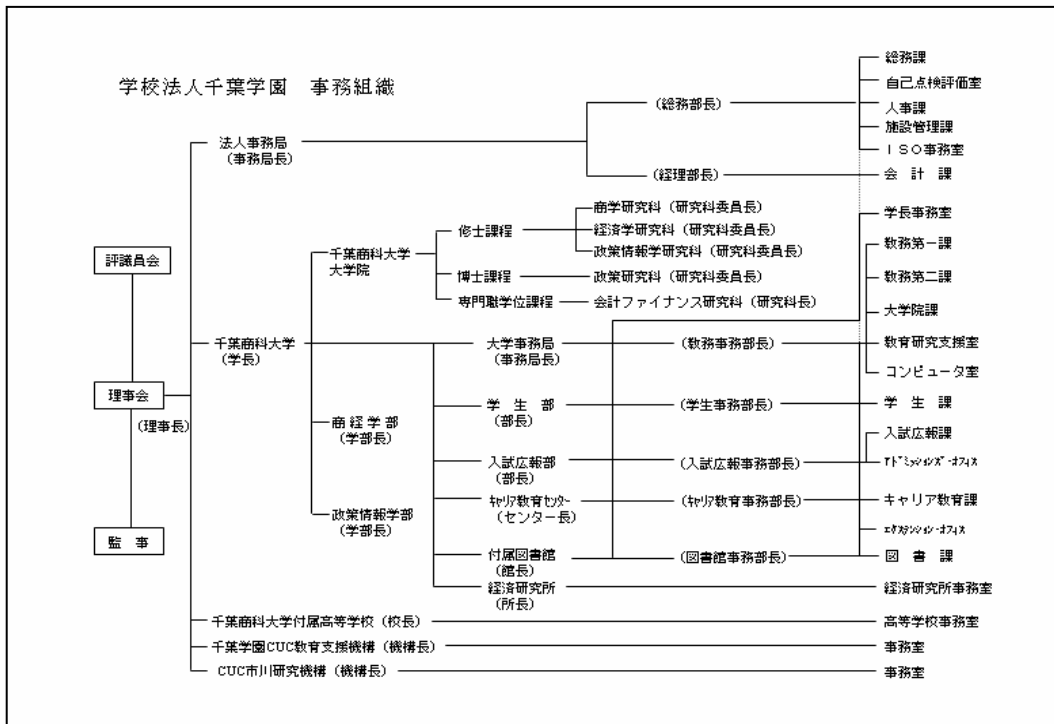 学校法人千葉学園 事務組織
総務課
自己点検評価室
(総務部長)
人事課
施設管理課
法人事務局
(事務局長)
ISO事務室
(経理部長)
会計課
商学研究科(研究科委員長)
学長事務室
修士課程
経済学研究科(研究科委員長)
千葉商科大学
大学院
政策情報学研究科(研究科委員長)
教務第一課
評議員会
博士課程
政策研究科(研究科委員長)
教務第二課
専門職学位課程
会計ファイナンス研究科(研究科長)
大学院課
千葉商科大学
(学長)
大学事務局
(事務局長)
(教務事務部長)
教育研究支援室
コンピュータ室
理事会
(理事長)
商経学部
(学部長)
学生部
(部長)
(学生事務部長)
学生課
入試広報課
入試広報部
(部長)
(入試広報事務部長)
アドミッションズ・オフィス
政策情報学部
(学部長)
キャリア教育センター
(センター長)
(キャリア教育事務部長)
キャリア教育課
エクステンション・オフィス
監事
付属図書館
(館長)
(図書館事務部長)
図書課
経済研究所
(所長)
経済研究所事務室
千葉商科大学付属高等学校(校長)
高等学校事務室
千葉学園CUC教育支援機構(機構長)
事務室
CUC市川研究機構(機構長)
事務室